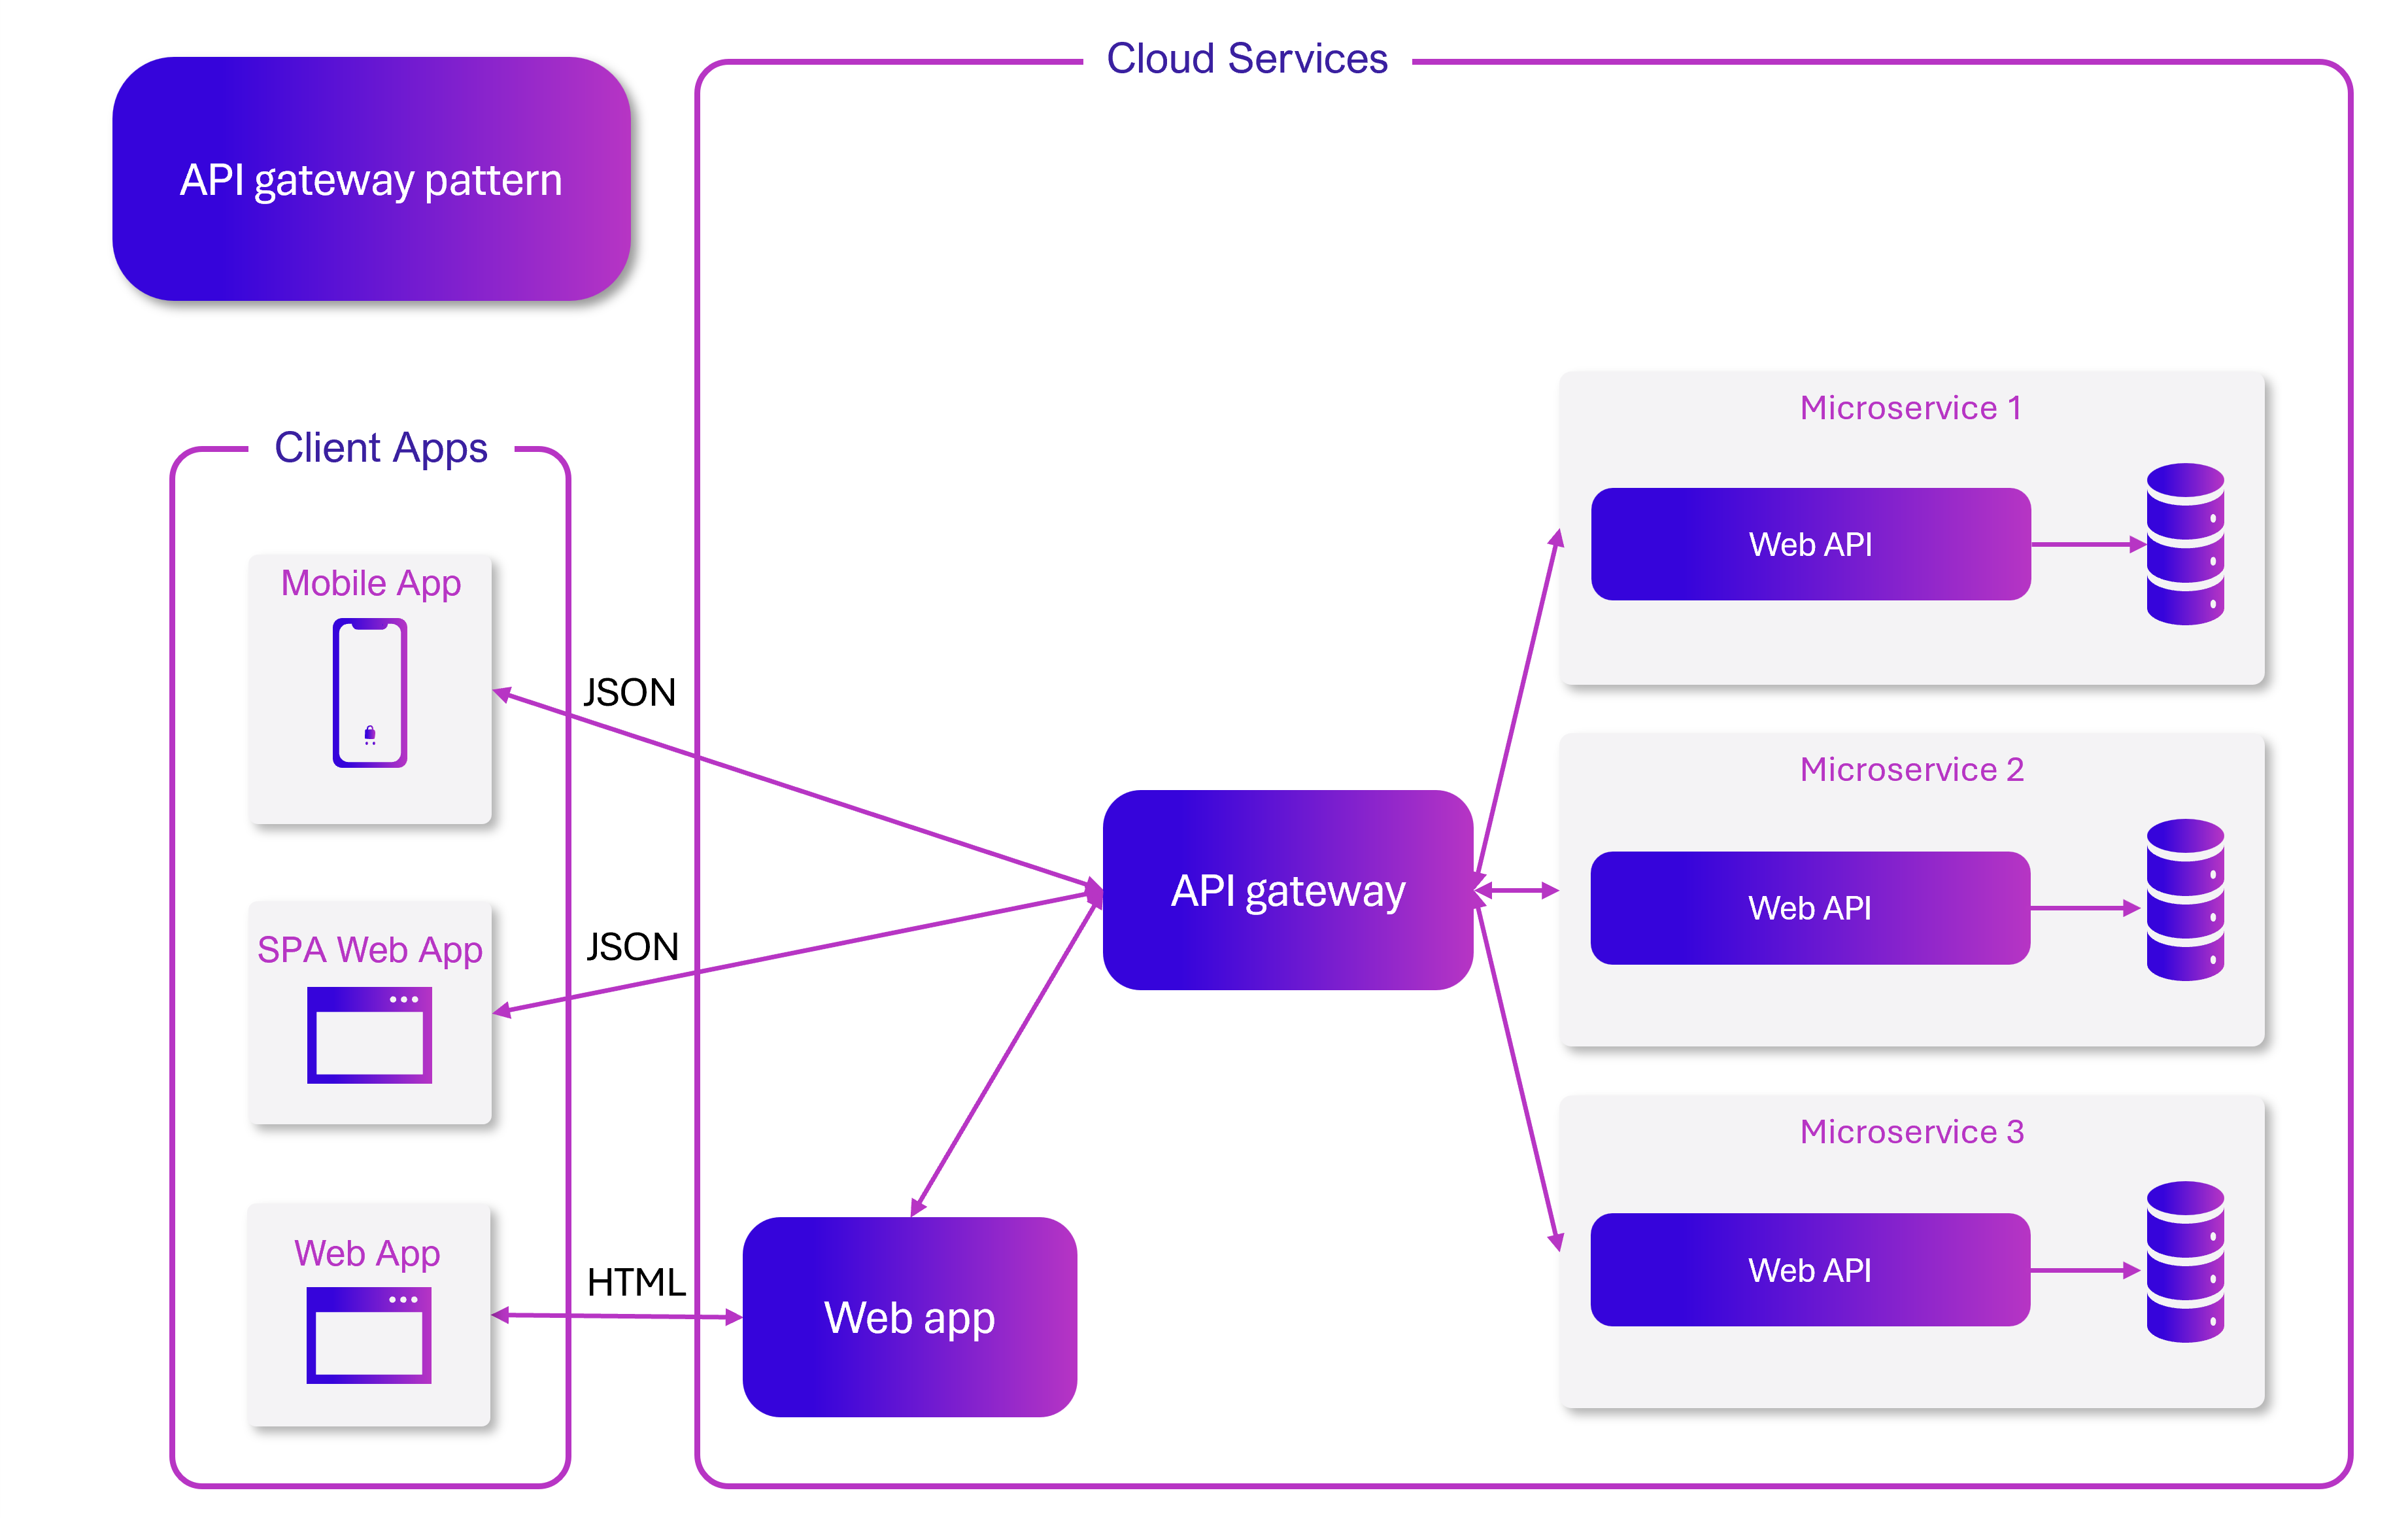 API gateway pattern
Cloud Services
Client Apps
Mobile App
JSON
SPA Web App
JSON
Web App
HTML
Web app
API gateway
Microservice 1
Web API
Microservice 2
Web API
Microservice 3
Web API